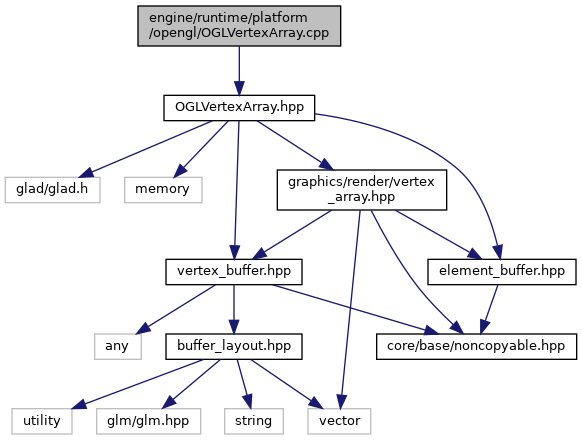 engine/runtime/platform
/opengl/OGLVertexArray.cpp
OGLVertexArray.hpp
glad/glad.h
memory
graphics/render/vertex
_array.hpp
vertex_buffer.hpp
element_buffer.hpp
any
buffer_layout.hpp
core/base/noncopyable.hpp
utility
glm/glm.hpp
string
vector